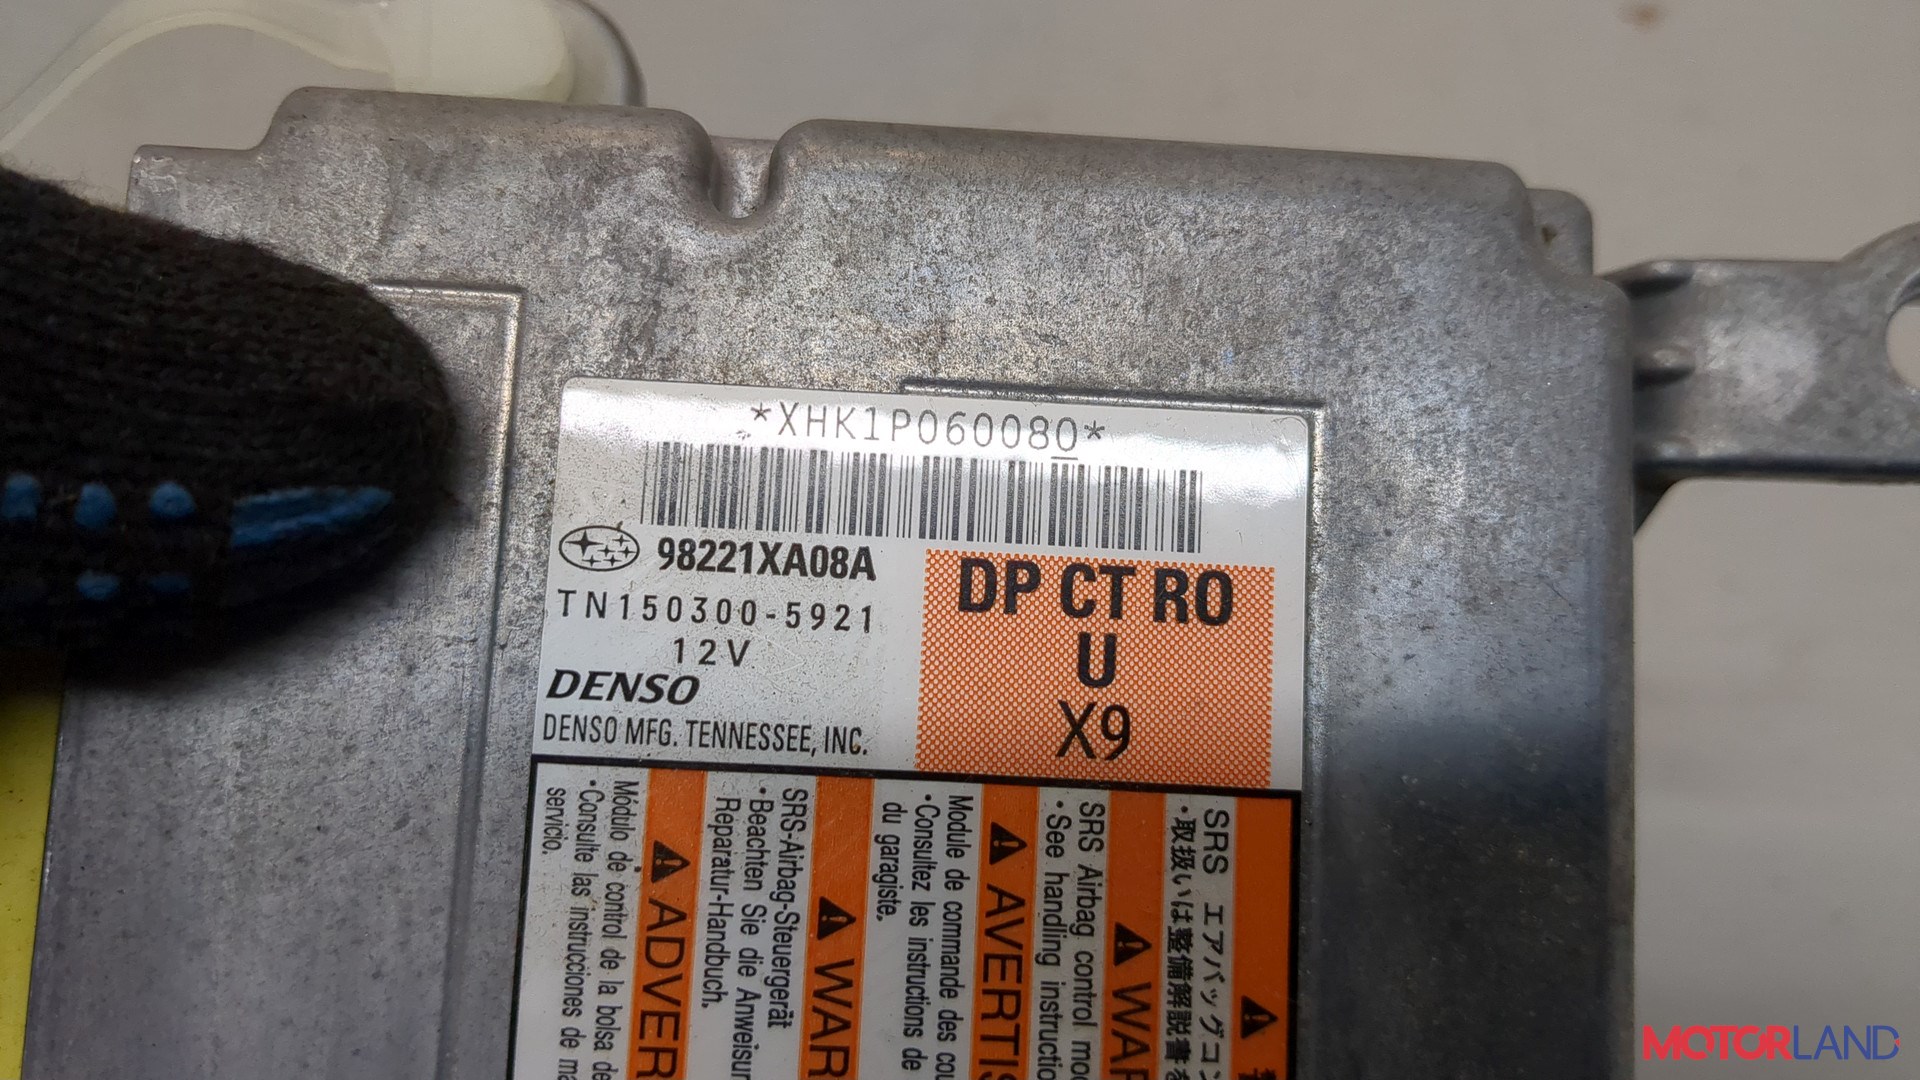 *XHK1P060080*
98221XA08A
TN150300-5921
12V
DENSO
DENSO MFG. TENNESSEE, INC.
DP CT RO
U
X9
SRS エアバッグコン
・取扱いは整備解説書を
SRS Airbag control mod
・See handling instructio
AVERTIS
Module de commande des cou
・Consultez les instructions de
du garagiste.
WAR
SRS-Airbag-Steuergerät
・Beachten Sie die Anweisun
Reparatur-Handbuch.
ADVER
Módulo de control de la bolsa de
・Consulte las instrucciones de ma
servicio.
MOTORLAND